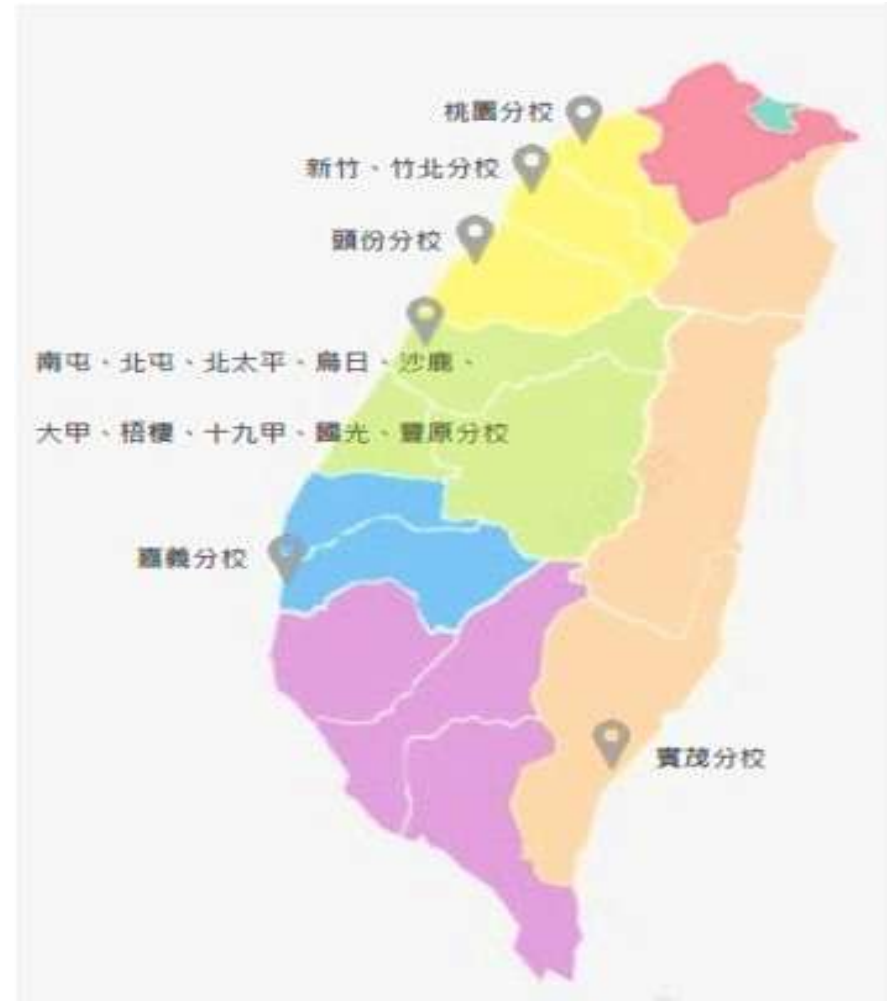 桃園分校
新竹、竹北分校
頭份分校
南屯、北屯、北太平、烏日、沙鹿、
大甲、梧棲、十九甲、國光、豐原分校
嘉義分校
賓茂分校